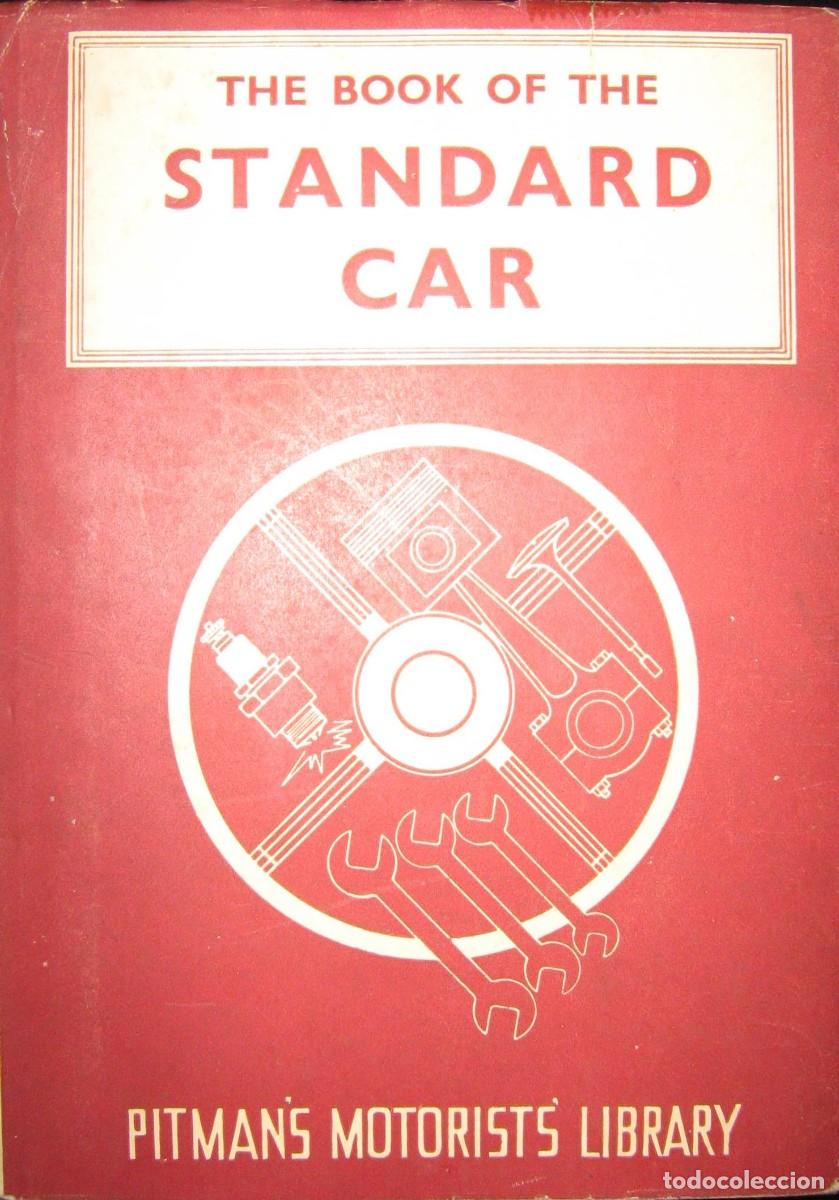 THE BOOK OF THE
STANDARD
CAR
PITMAN'S MOTORISTS' LIBRARY
todocoleccion